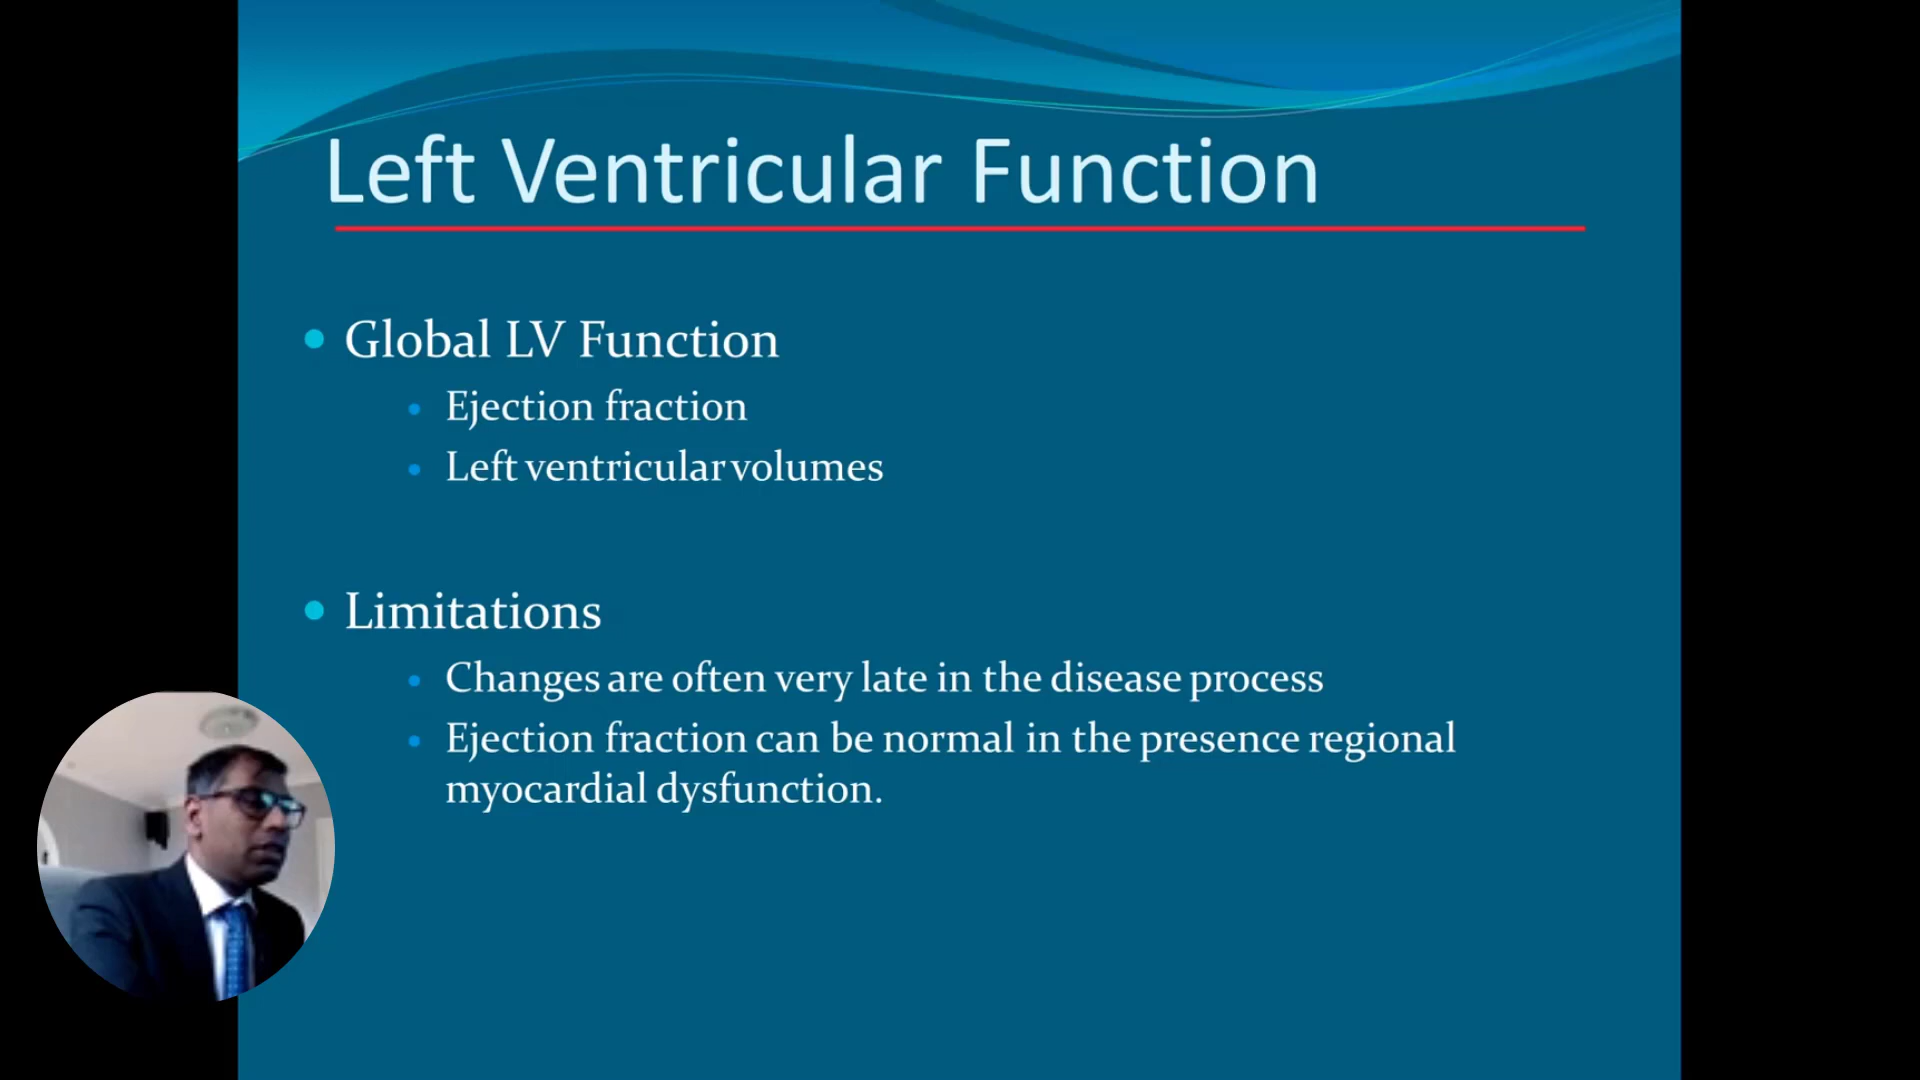 Left Ventricular Function
Global LV Function
Ejection fraction
Left ventricular volumes
Limitations
Changes are often very late in the disease process
Ejection fraction can be normal in the presence regional
myocardial dysfunction.